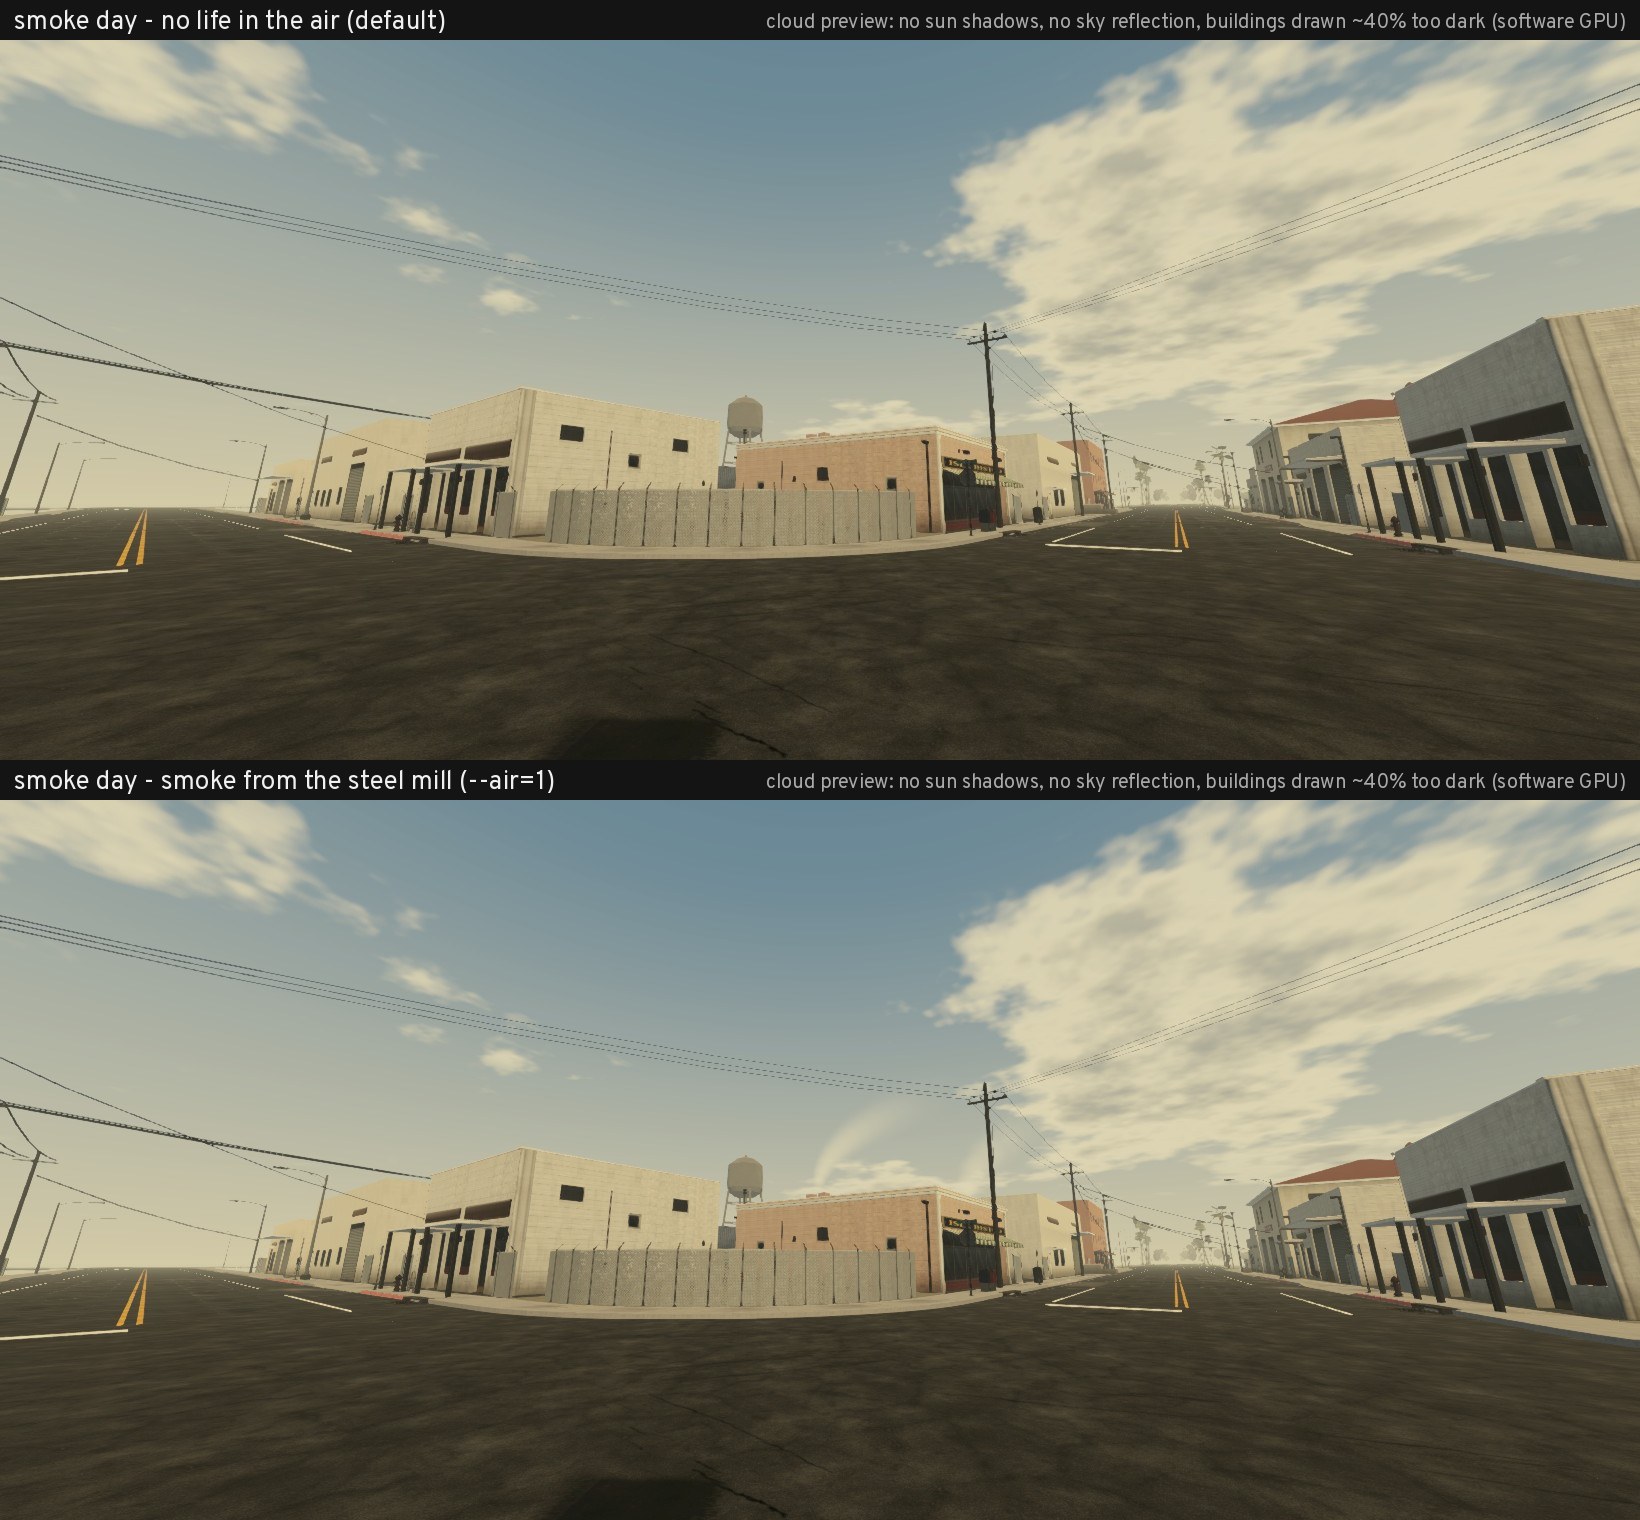 smoke day - no life in the air (default)
cloud preview: no sun shadows, no sky reflection, buildings drawn ~40% too dark (software GPU)
smoke day - smoke from the steel mill (--air=1)
cloud preview: no sun shadows, no sky reflection, buildings drawn ~40% too dark (software GPU)